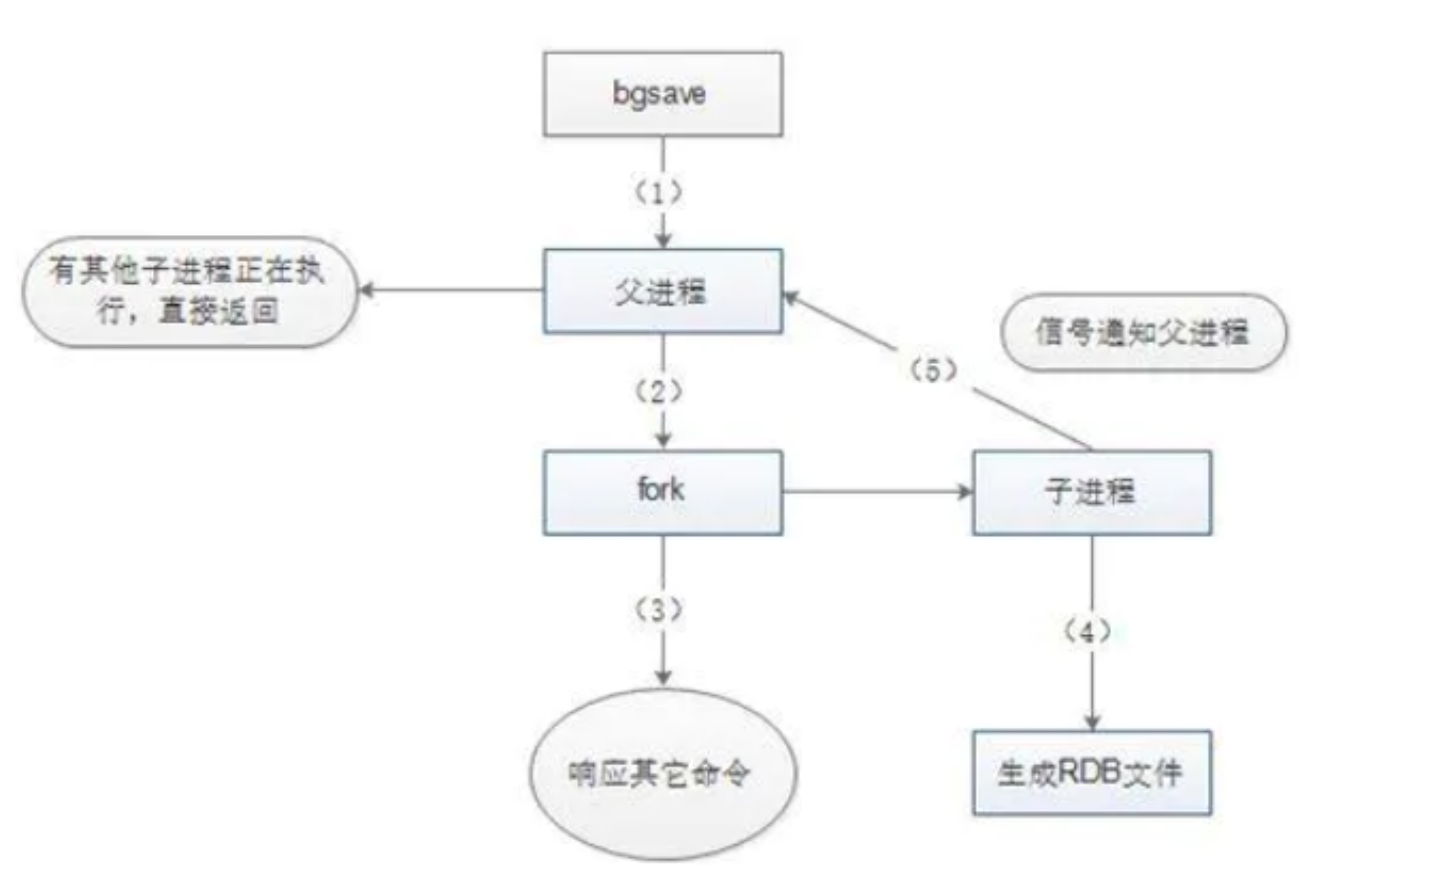 bgsave
（1）
有其他子进程正在执
行，直接返回
父进程
信号通知父进程
（5）
（2）
fork
子进程
（3）
（4）
响应其它命令
生成RDB文件